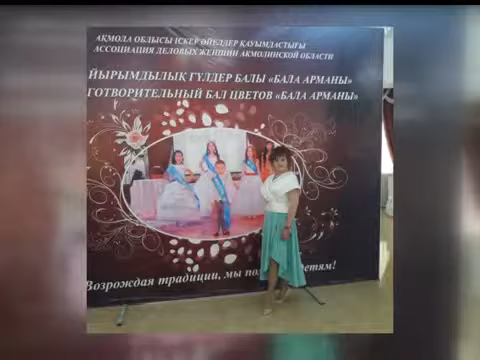 АҚМОЛА ОБЛЫСЫ ІСКЕР ӘЙЕЛДЕР ҚАУЫМДАСТЫҒЫ
АССОЦИАЦИЯ ДЕЛОВЫХ ЖЕНЩИН АКМОЛИНСКОЙ ОБЛАСТИ
ЙЫРЫМДЫЛЫҚ ГҮЛДЕР БАЛЫ «БАЛА АРМАНЫ»
ГОТВОРИТЕЛЬНЫЙ БАЛ ЦВЕТОВ «БАЛА АРМАНЫ»
Возрождая традиции, мы по етям!